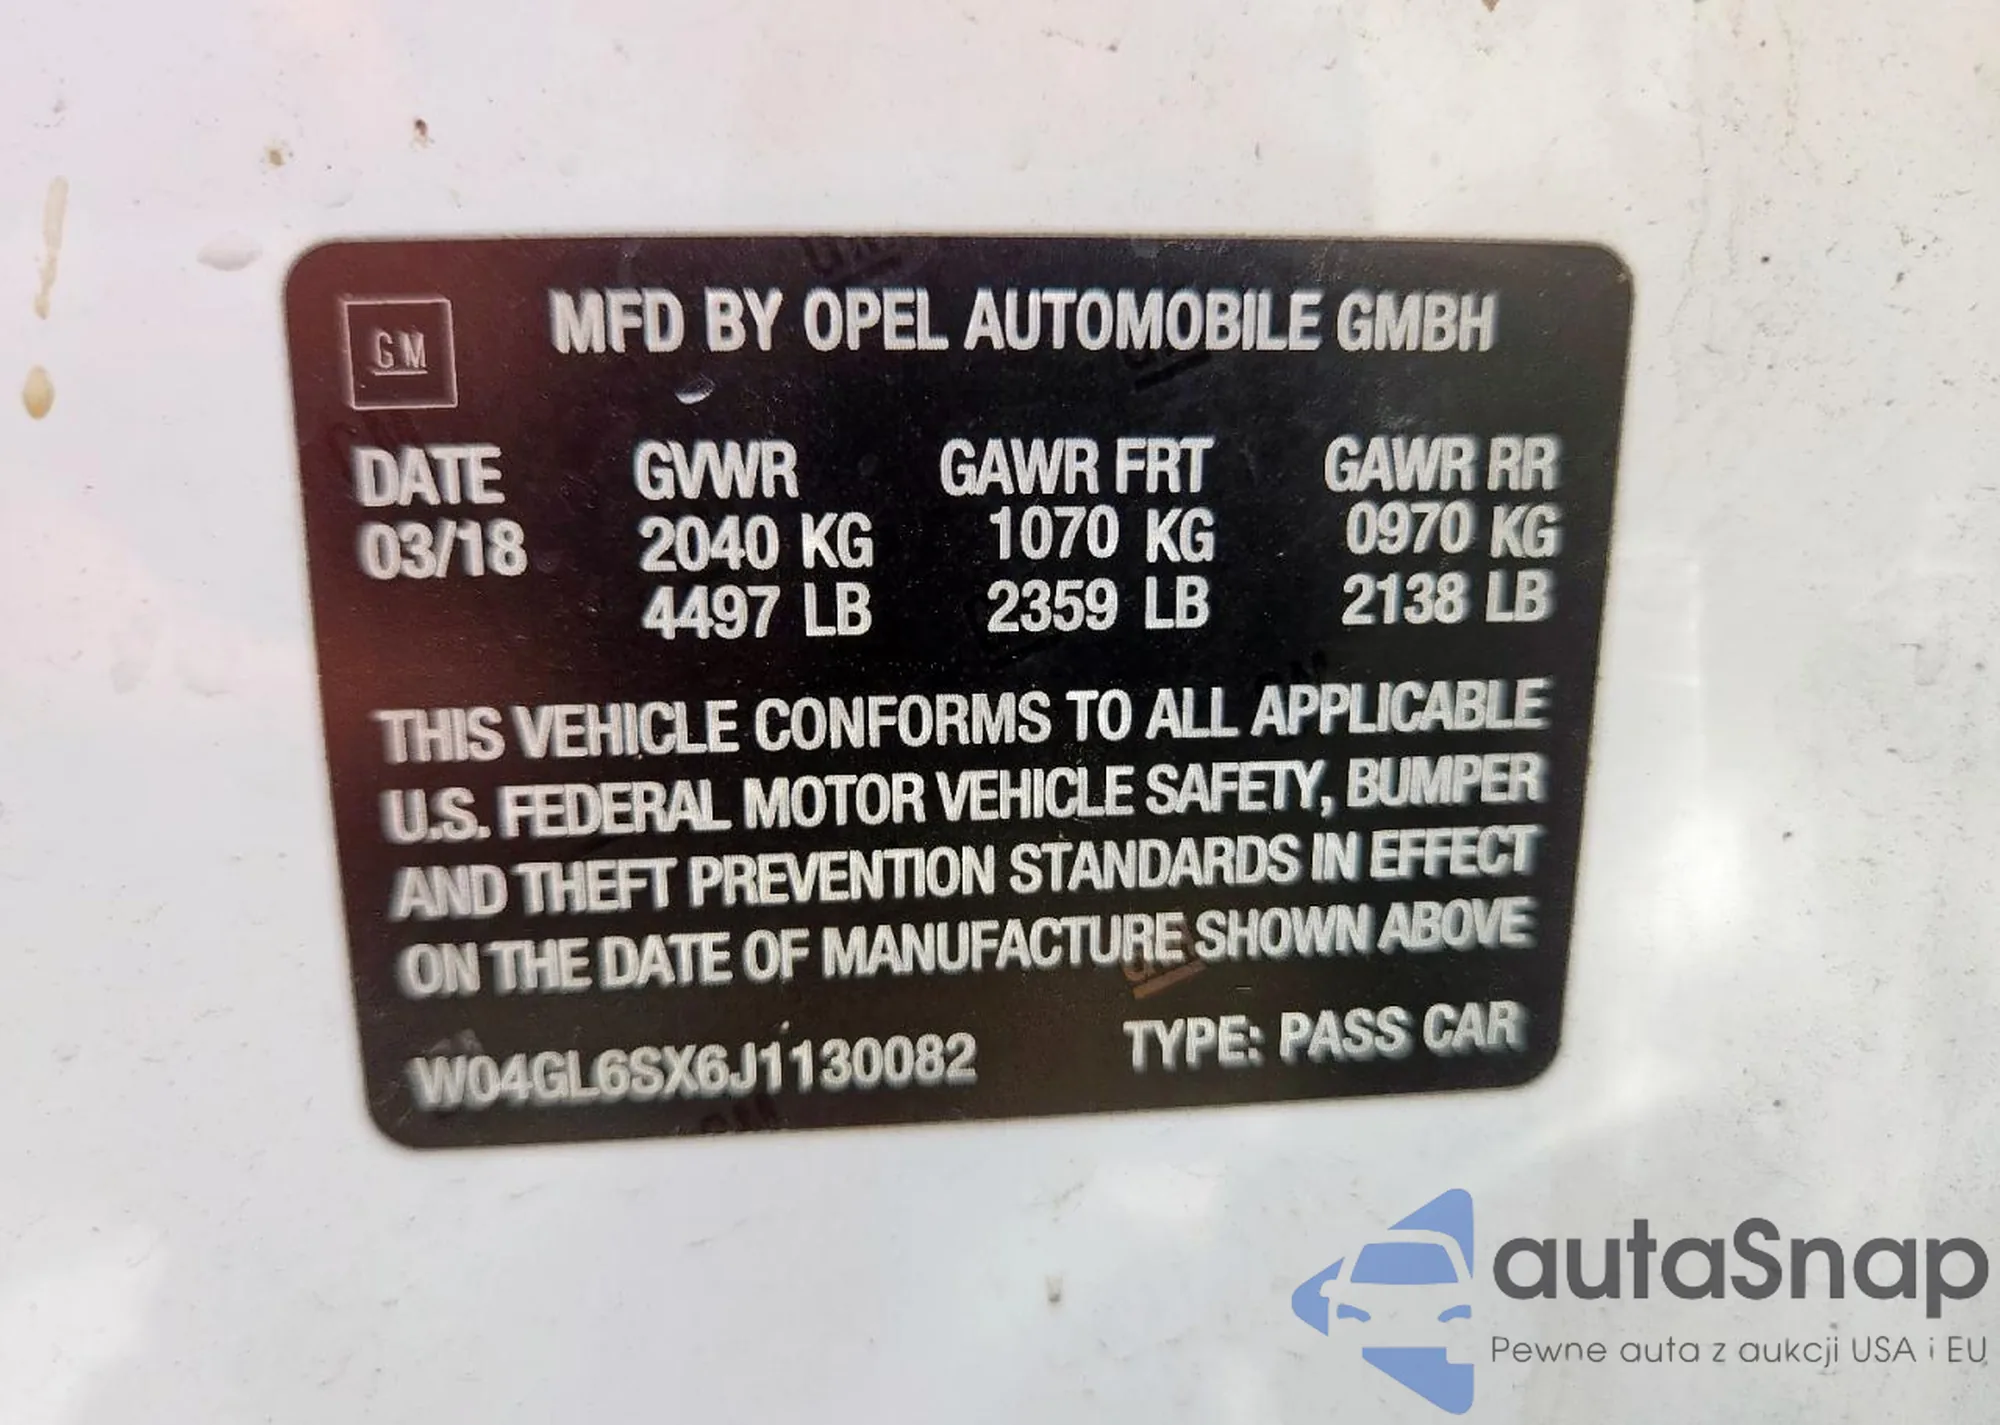 GM
MFD BY OPEL AUTOMOBILE GMBH
DATE GVWR GAWR FRT GAWR RR
03/18 2040 KG 1070 KG 0970 KG
4497 LB 2359 LB 2138 LB
THIS VEHICLE CONFORMS TO ALL APPLICABLE
U.S. FEDERAL MOTOR VEHICLE SAFETY, BUMPER
AND THEFT PREVENTION STANDARDS IN EFFECT
ON THE DATE OF MANUFACTURE SHOWN ABOVE
W04GL6SX6J1130082 TYPE: PASS CAR
autaSnap
Pewne auta z aukcji USA i EU